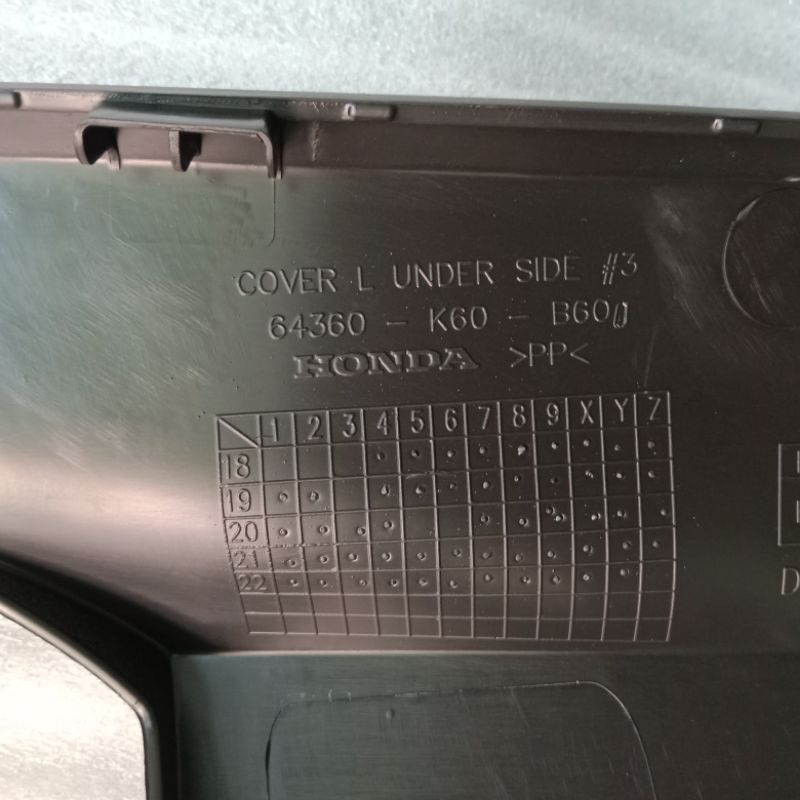 COVER L UNDER SIDE #3
64360 - K60 - B600
HONDA >PP<
1 2 3 4 5 6 7 8 9 X Y Z
18
19
20
21
22
D